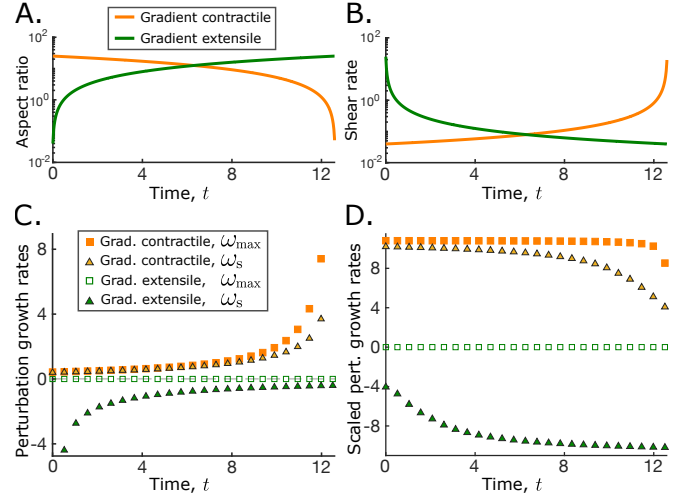 A.
Gradient contractile
Gradient extensile
B.
Aspect ratio
10^2
10^0
10^-2
0
4
8
12
Time, t
Shear rate
10^2
10^0
10^-2
0
4
8
12
Time, t
C.
Grad. contractile, ω_max
Grad. contractile, ω_s
Grad. extensile, ω_max
Grad. extensile, ω_s
D.
Perturbation growth rates
8
4
0
-4
0
4
8
12
Time, t
Scaled pert. growth rates
8
4
0
-4
-8
0
4
8
12
Time, t